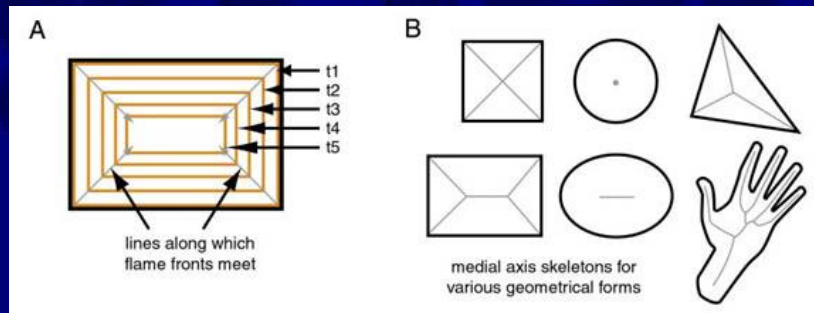 A
t1
t2
t3
t4
t5
lines along which
flame fronts meet
B
medial axis skeletons for
various geometrical forms